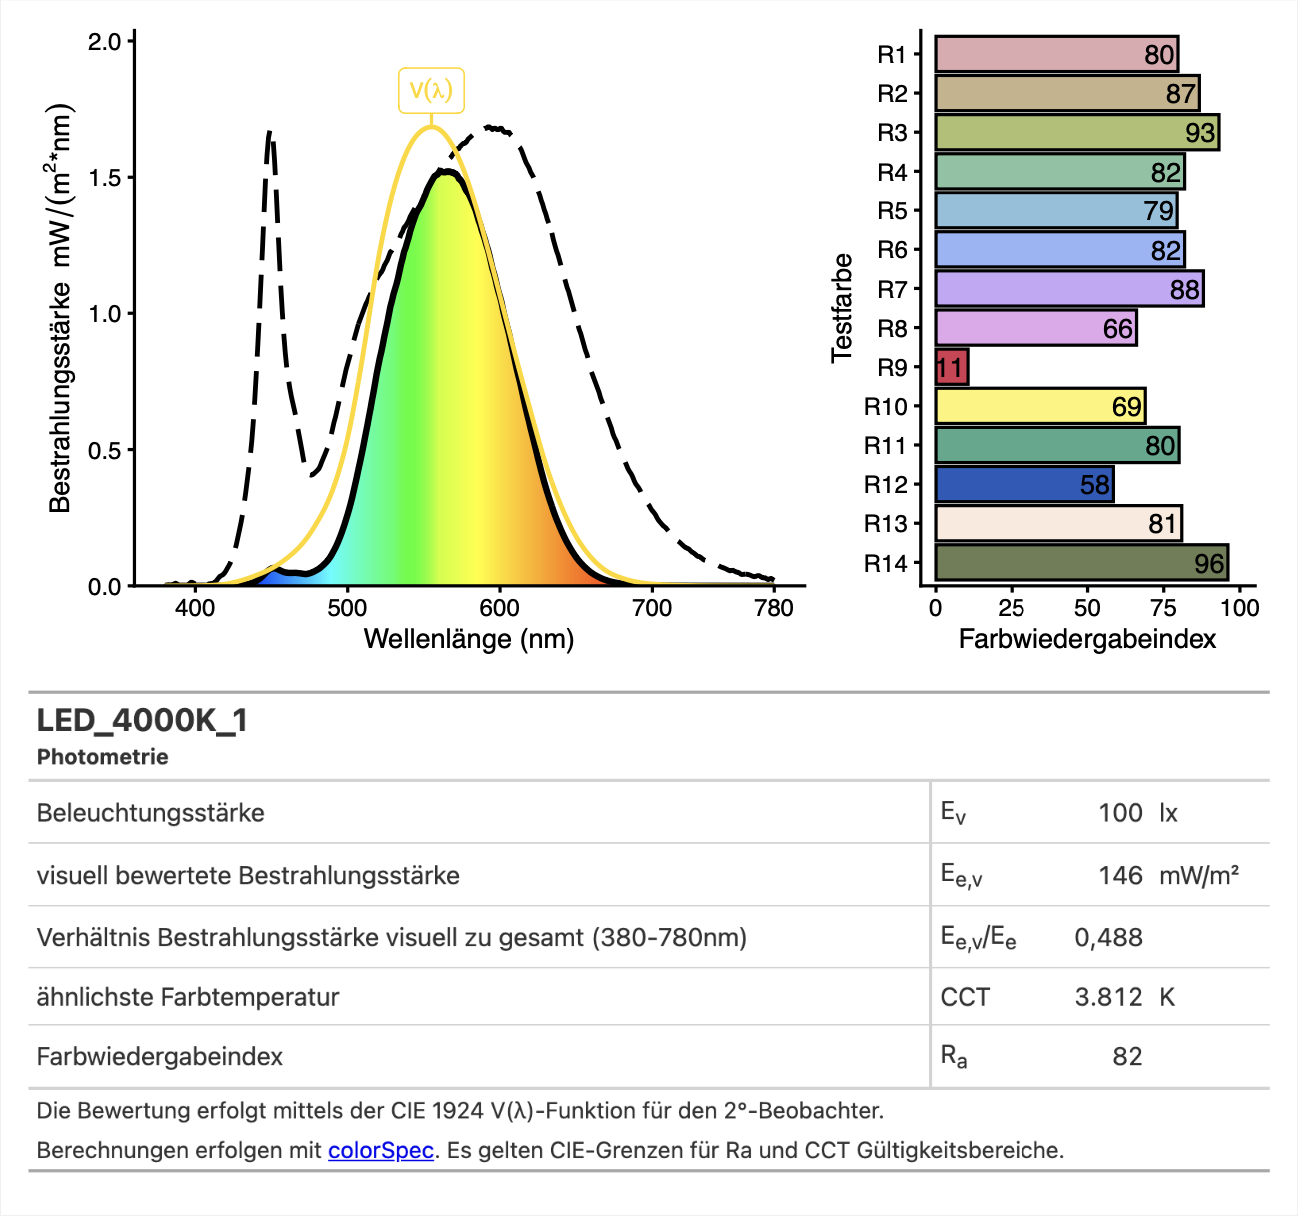 2.0
1.5
1.0
0.5
0.0
Bestrahlungsstärke mW/(m²*nm)
V(λ)
400 500 600 700 780
Wellenlänge (nm)
Testfarbe
R1 80
R2 87
R3 93
R4 82
R5 79
R6 82
R7 88
R8 66
R9 11
R10 69
R11 80
R12 58
R13 81
R14 96
0 25 50 75 100
Farbwiedergabeindex
LED_4000K_1
Photometrie
Beleuchtungsstärke Eᵥ 100 lx
visuell bewertete Bestrahlungsstärke Ee,v 146 mW/m²
Verhältnis Bestrahlungsstärke visuell zu gesamt (380-780nm) Ee,v/Ee 0,488
ähnlichste Farbtemperatur CCT 3.812 K
Farbwiedergabeindex Ra 82
Die Bewertung erfolgt mittels der CIE 1924 V(λ)-Funktion für den 2°-Beobachter.
Berechnungen erfolgen mit colorSpec. Es gelten CIE-Grenzen für Ra und CCT Gültigkeitsbereiche.